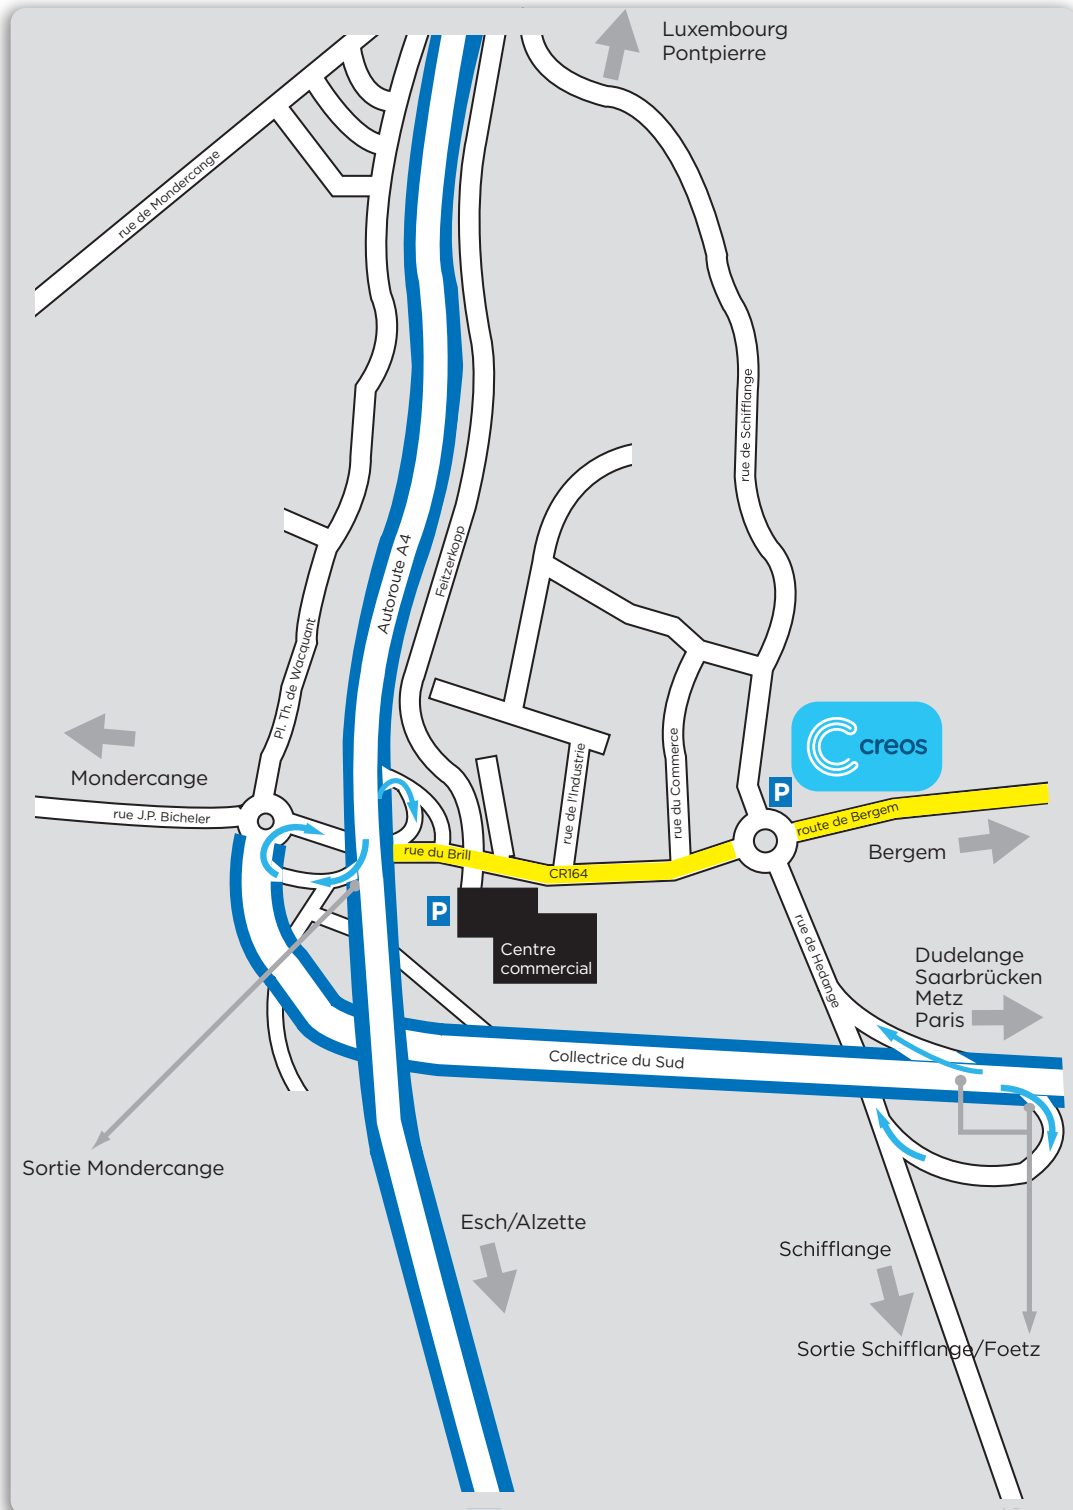 Luxembourg
Pontpierre
rue de Mondercange
rue de Schifflange
Autoroute A4
Feitzerkopp
Pl. Th. de Wacquant
Mondercange
rue J.P. Bicheler
creos
P
route de Bergem
Bergem
rue de l'Industrie
rue du Commerce
rue du Brill
CR164
P
Centre
commercial
rue de Hedange
Dudelange
Saarbrücken
Metz
Paris
Collectrice du Sud
Sortie Mondercange
Esch/Alzette
Schifflange
Sortie Schifflange/Foetz